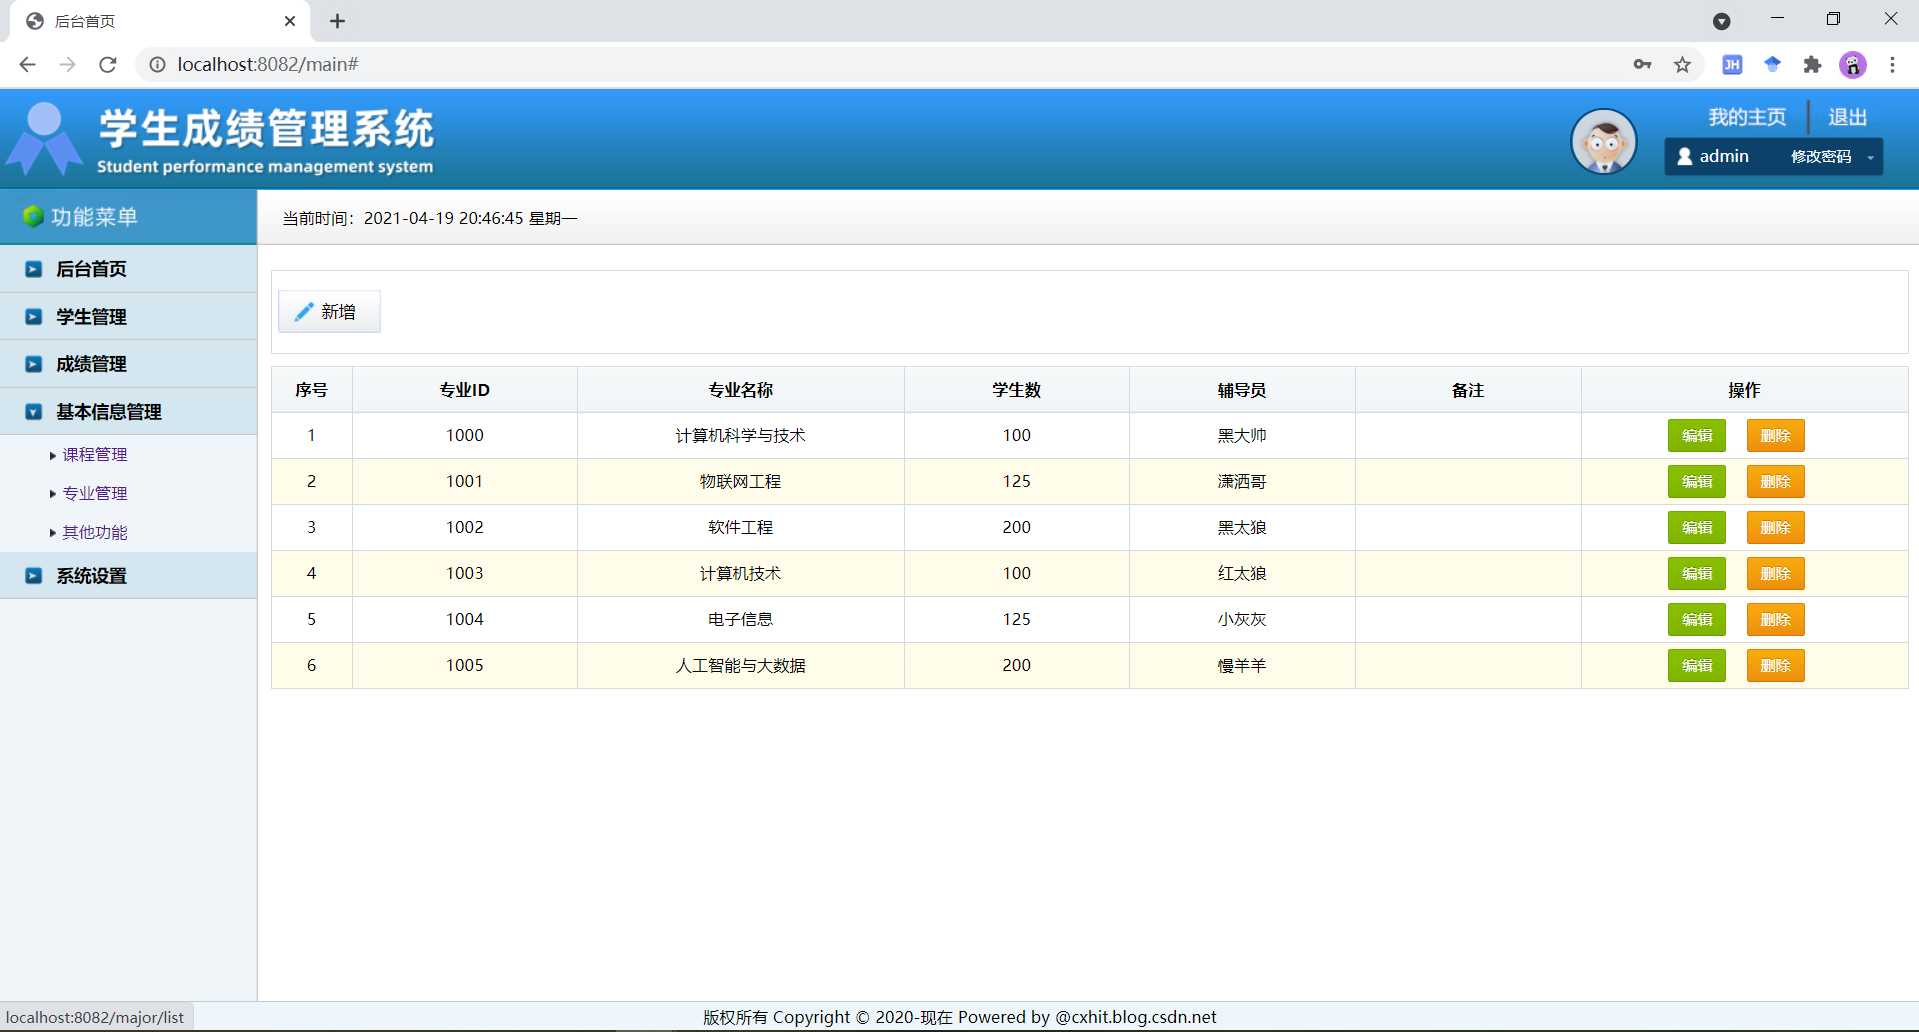 后台首页
localhost:8082/main#
JH
学生成绩管理系统
Student performance management system
我的主页 退出
admin 修改密码
功能菜单
当前时间：2021-04-19 20:46:45 星期一
后台首页
学生管理
成绩管理
基本信息管理
课程管理
专业管理
其他功能
系统设置
新增
序号 专业ID 专业名称 学生数 辅导员 备注 操作
1 1000 计算机科学与技术 100 黑大帅 编辑 删除
2 1001 物联网工程 125 潇洒哥 编辑 删除
3 1002 软件工程 200 黑太狼 编辑 删除
4 1003 计算机技术 100 红太狼 编辑 删除
5 1004 电子信息 125 小灰灰 编辑 删除
6 1005 人工智能与大数据 200 慢羊羊 编辑 删除
localhost:8082/major/list
版权所有 Copyright © 2020-现在 Powered by @cxhit.blog.csdn.net